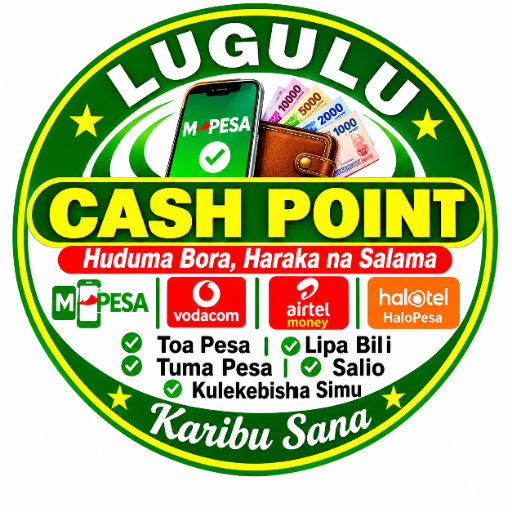 LUGULU
M-PESA
10000
5000
2000
1000
CASH POINT
Huduma Bora, Haraka na Salama
M PESA
vodacom
airtel
money
halotel
HaloPesa
Toa Pesa | Lipa Bili
Tuma Pesa | Salio
Kulekebisha Simu
Karibu Sana